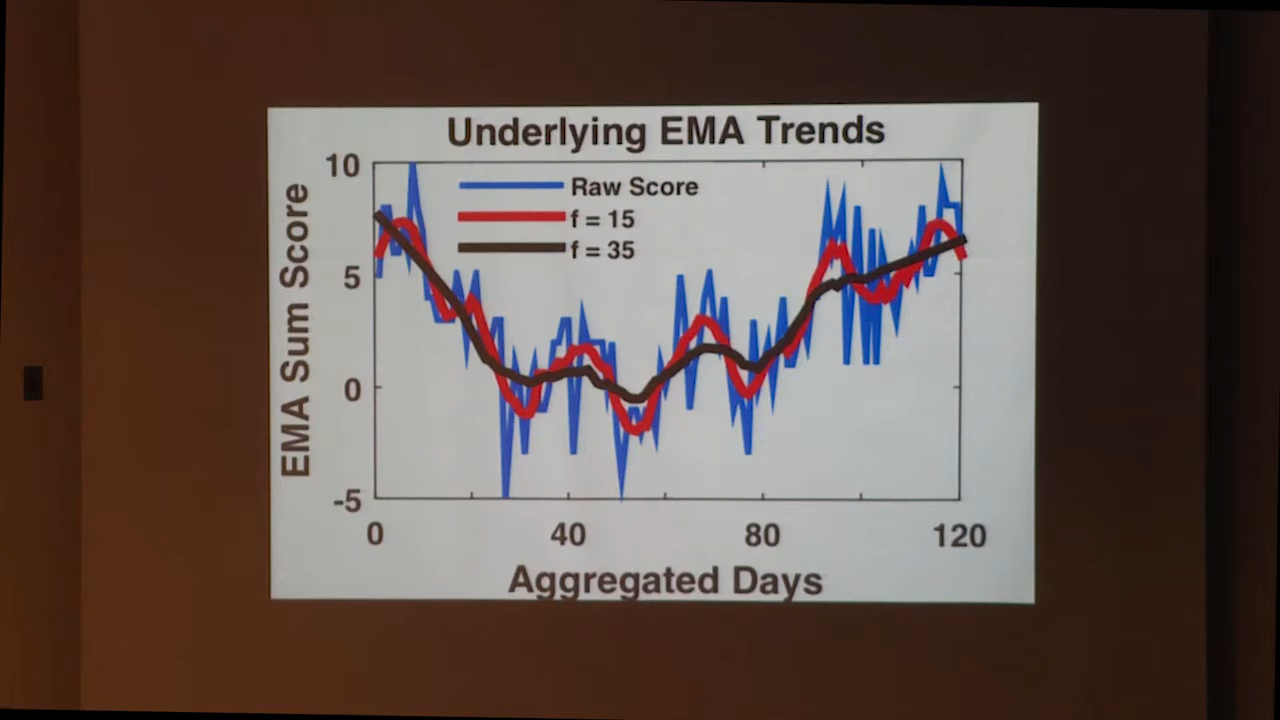 Underlying EMA Trends
10
Raw Score
f = 15
f = 35
5
0
-5
EMA Sum Score
0 40 80 120
Aggregated Days